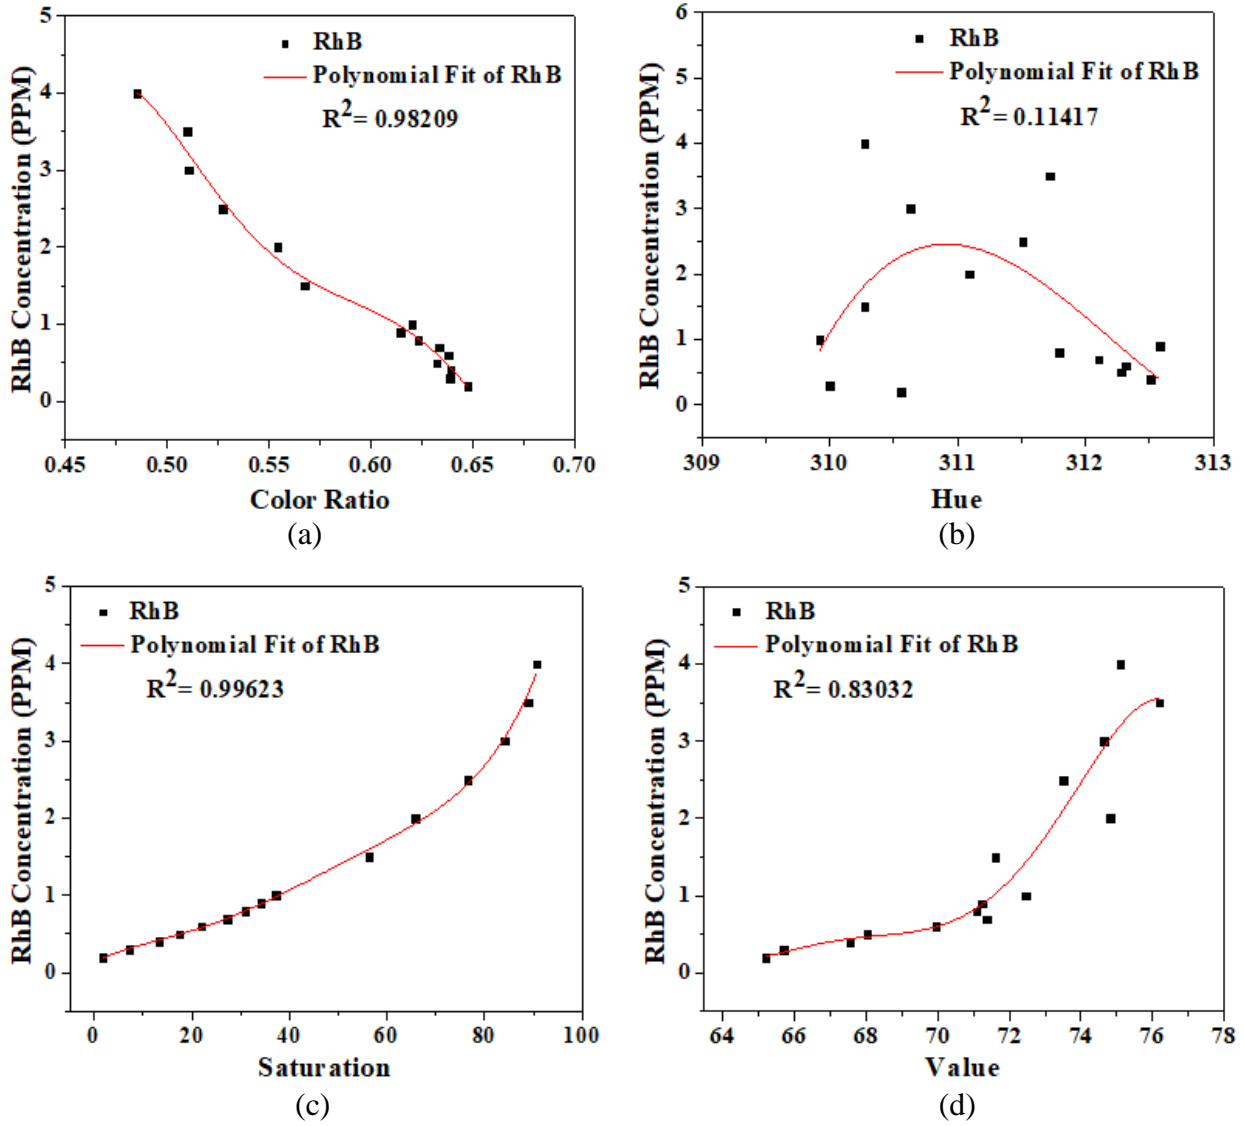 5
4
3
2
1
0
RhB Concentration (PPM)
RhB
Polynomial Fit of RhB
R²= 0.98209
0.45 0.50 0.55 0.60 0.65 0.70
Color Ratio
(a)
6
5
4
3
2
1
0
RhB Concentration (PPM)
RhB
Polynomial Fit of RhB
R²= 0.11417
309 310 311 312 313
Hue
(b)
5
4
3
2
1
0
RhB Concentration (PPM)
RhB
Polynomial Fit of RhB
R²= 0.99623
0 20 40 60 80 100
Saturation
(c)
5
4
3
2
1
0
RhB Concentration (PPM)
RhB
Polynomial Fit of RhB
R²= 0.83032
64 66 68 70 72 74 76 78
Value
(d)